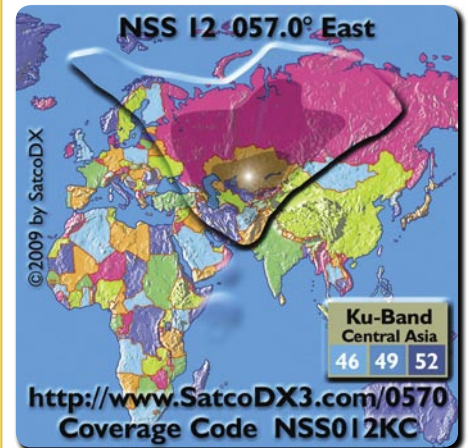 NSS 12 057.0° East
©2009 by SatcoDX
Ku-Band
Central Asia
46 49 52
http://www.SatcoDX3.com/0570
Coverage Code NSS012KC